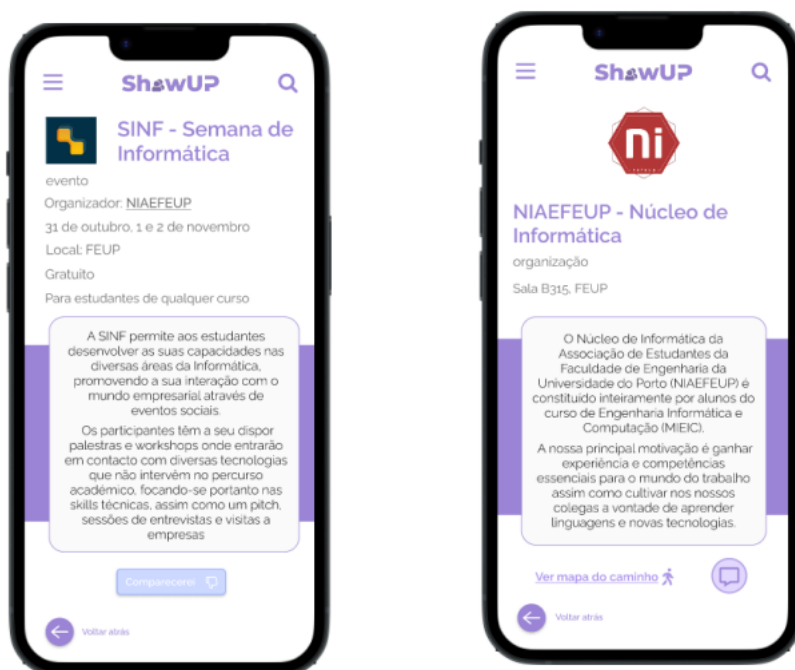 ShowUP
SINF - Semana de
Informática
evento
Organizador: NIAEFEUP
31 de outubro, 1 e 2 de novembro
Local: FEUP
Gratuito
Para estudantes de qualquer curso
A SINF permite aos estudantes
desenvolver as suas capacidades nas
diversas áreas da Informática,
promovendo a sua interação com o
mundo empresarial através de
eventos sociais.
Os participantes têm a seu dispor
palestras e workshops onde entrarão
em contacto com diversas tecnologias
que não intervêm no percurso
académico, focando-se portanto nas
skills técnicas, assim como um pitch,
sessões de entrevistas e visitas a
empresas
Comparecerei
Voltar atrás
ShowUP
ni
NIAEFEUP - Núcleo de
Informática
organização
Sala B315, FEUP
O Núcleo de Informática da
Associação de Estudantes da
Faculdade de Engenharia da
Universidade do Porto (NIAEFEUP) é
constituído inteiramente por alunos do
curso de Engenharia Informática e
Computação (MIEIC).
A nossa principal motivação é ganhar
experiência e competências
essenciais para o mundo do trabalho
assim como cultivar nos nossos
colegas a vontade de aprender
linguagens e novas tecnologias.
Ver mapa do caminho
Voltar atrás